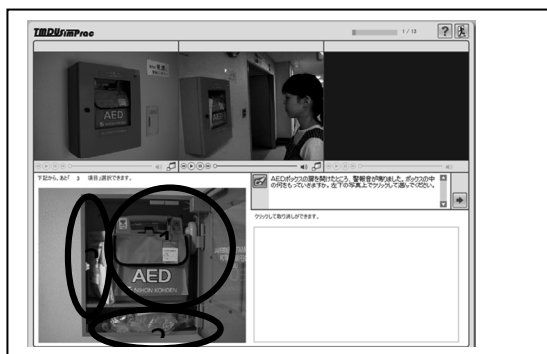 TMDUSimPrac
1 / 13
?
AED
AED
下記から、あと「 3 項目」選択できます。
AEDボックスの扉を開けたところ、警報音が鳴りました。ボックスの中
の何をもっていきますか。左下の写真上でクリックして選んでください。
クリックして取り消しができます。
1
AED
NIHON KOHDEN